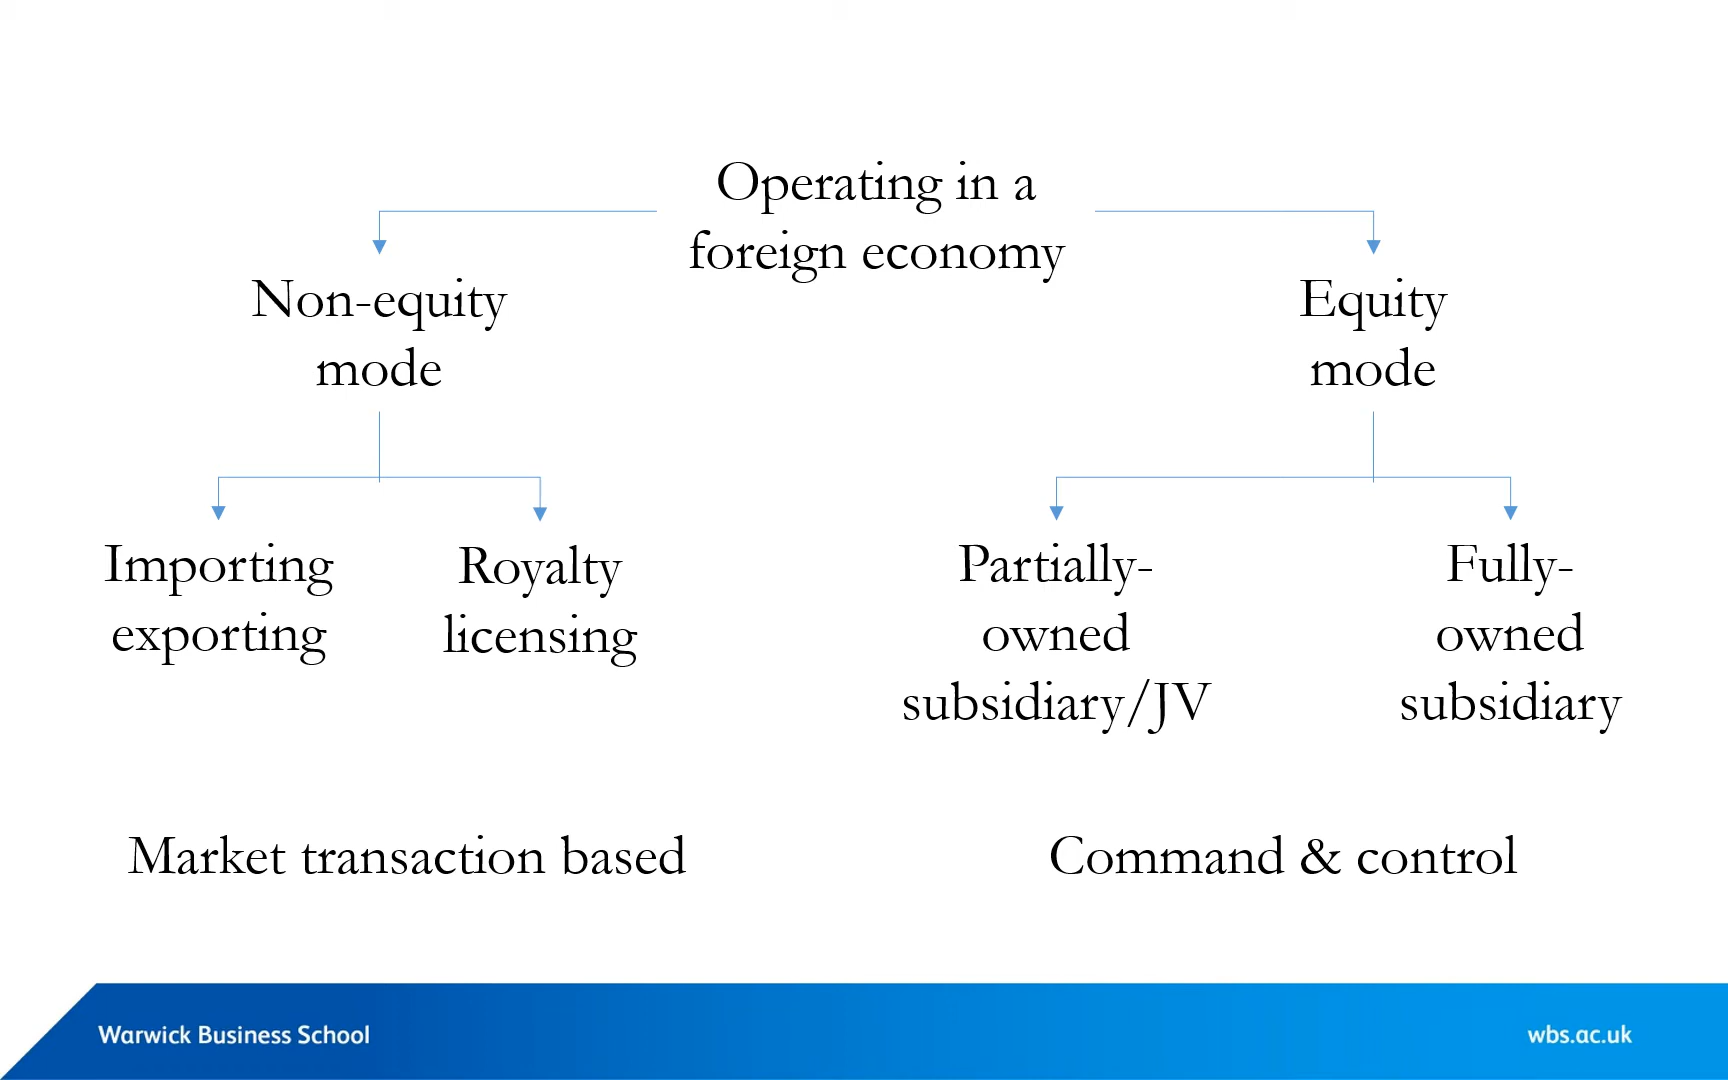 Operating in a
foreign economy
Non-equity
mode
Equity
mode
Importing
exporting
Royalty
licensing
Partially-
owned
subsidiary/JV
Fully-
owned
subsidiary
Market transaction based
Command & control
Warwick Business School
wbs.ac.uk